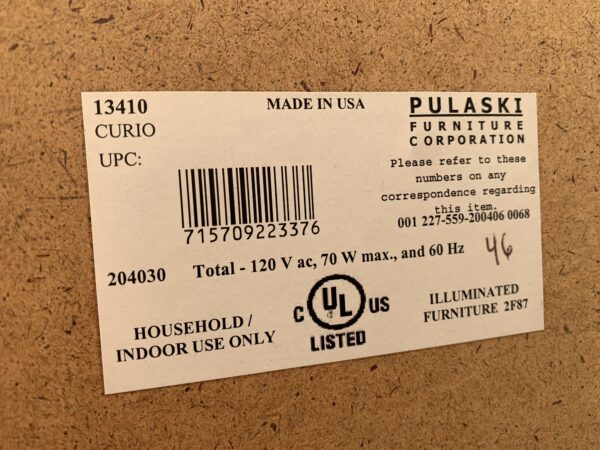 13410
MADE IN USA
PULASKI
FURNITURE
CORPORATION
CURIO
UPC:
Please refer to these
numbers on any
correspondence regarding
this item.
001 227-559-200406 0068
715709223376
46
204030
Total - 120 V ac, 70 W max., and 60 Hz
C UL US
LISTED
HOUSEHOLD /
INDOOR USE ONLY
ILLUMINATED
FURNITURE 2F87